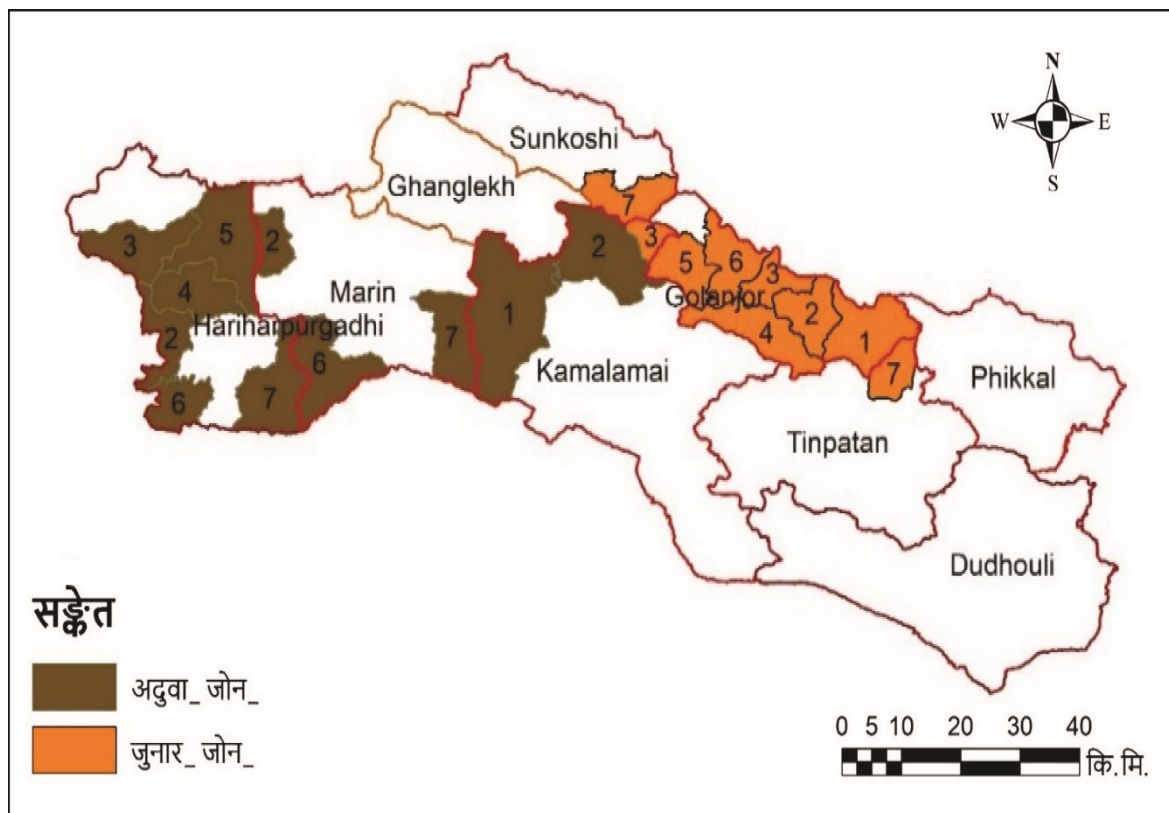 N
W E
S
Sunkoshi
Ghanglekh
7
3
5
2
2
3
5
6
3
4
Marin
Golanjor
2
Hariharpurgadhi
1
7
4
1
2
6
Kamalamai
7
Phikkal
6
7
Tinpatan
Dudhouli
सङ्केत
अदुवा_ जोन_
जुनार_ जोन_
0 5 10 20 30 40
कि.मि.